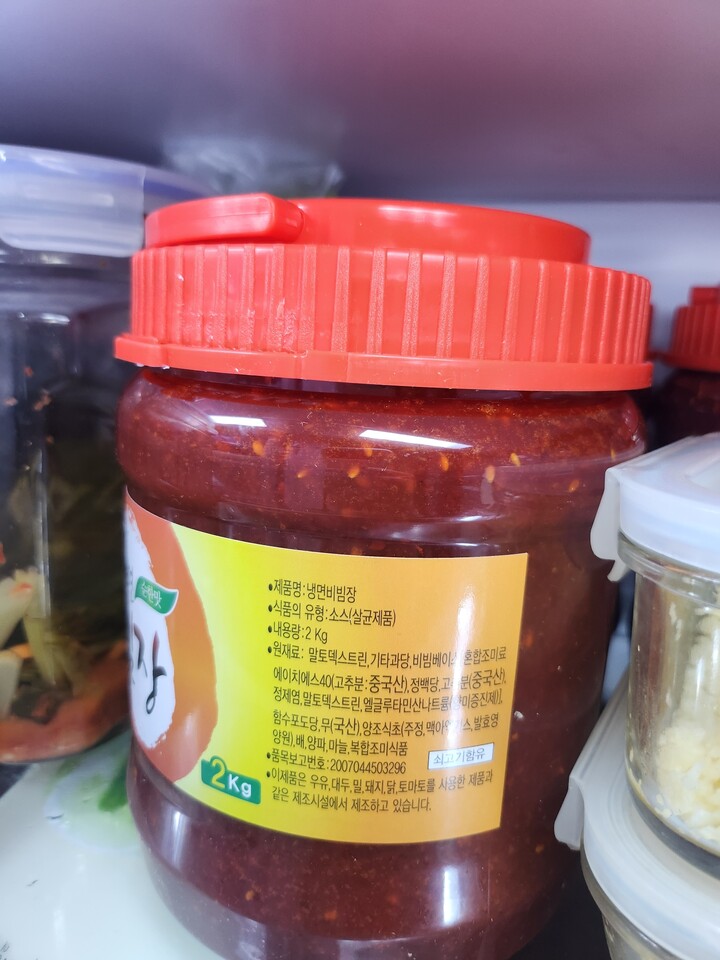 순한맛
장
2Kg
•제품명:냉면비빔장
•식품의 유형:소스(살균제품)
•내용량:2 Kg
•원재료: 말토덱스트린,기타과당,비빔베이스,혼합조미료
에이치에스40(고추분:중국산),정백당,고춧분(중국산),
정제염,말토덱스트린,엘글루타민산나트륨(향미증진제)],
함수포도당,무(국산),양조식초(주정,맥아엑기스,발효영
양원),배,양파,마늘,복합조미식품
•품목보고번호:2007044503296
쇠고기함유
•이제품은 우유,대두,밀,돼지,닭,토마토를 사용한 제품과
같은 제조시설에서 제조하고 있습니다.